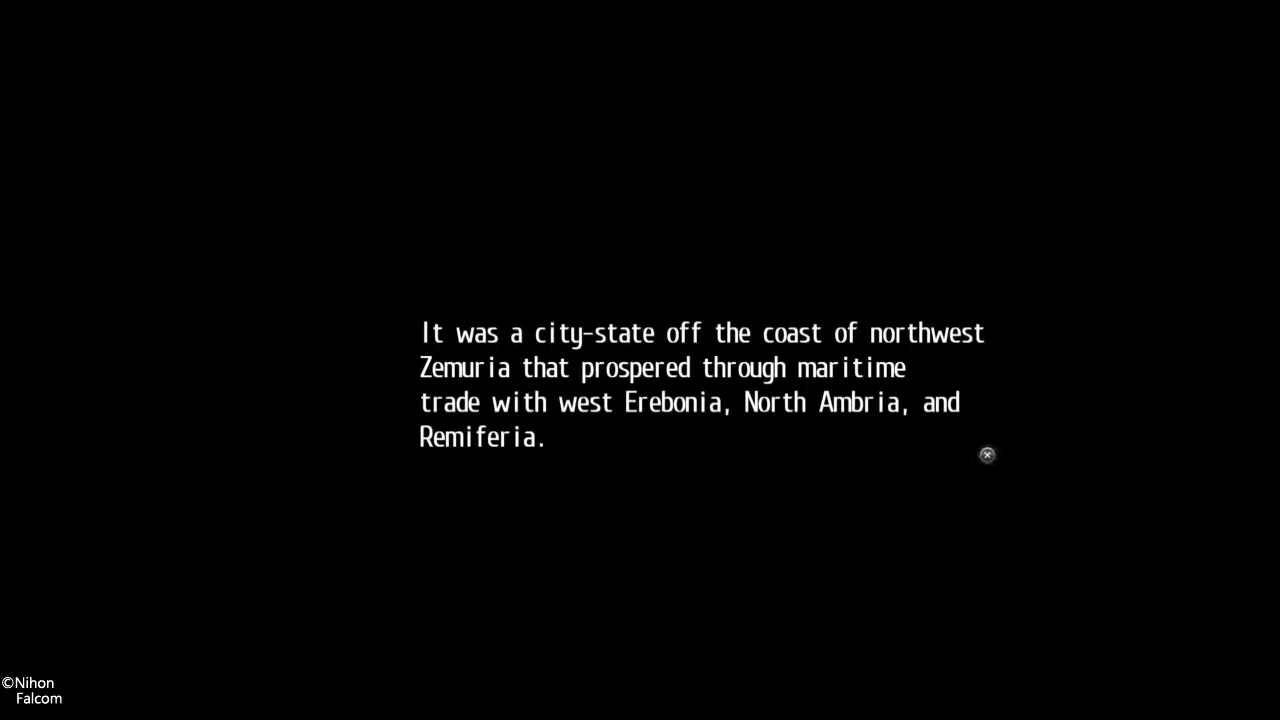 It was a city-state off the coast of northwest
Zemuria that prospered through maritime
trade with west Erebonia, North Ambria, and
Remiferia.
©Nihon
Falcom